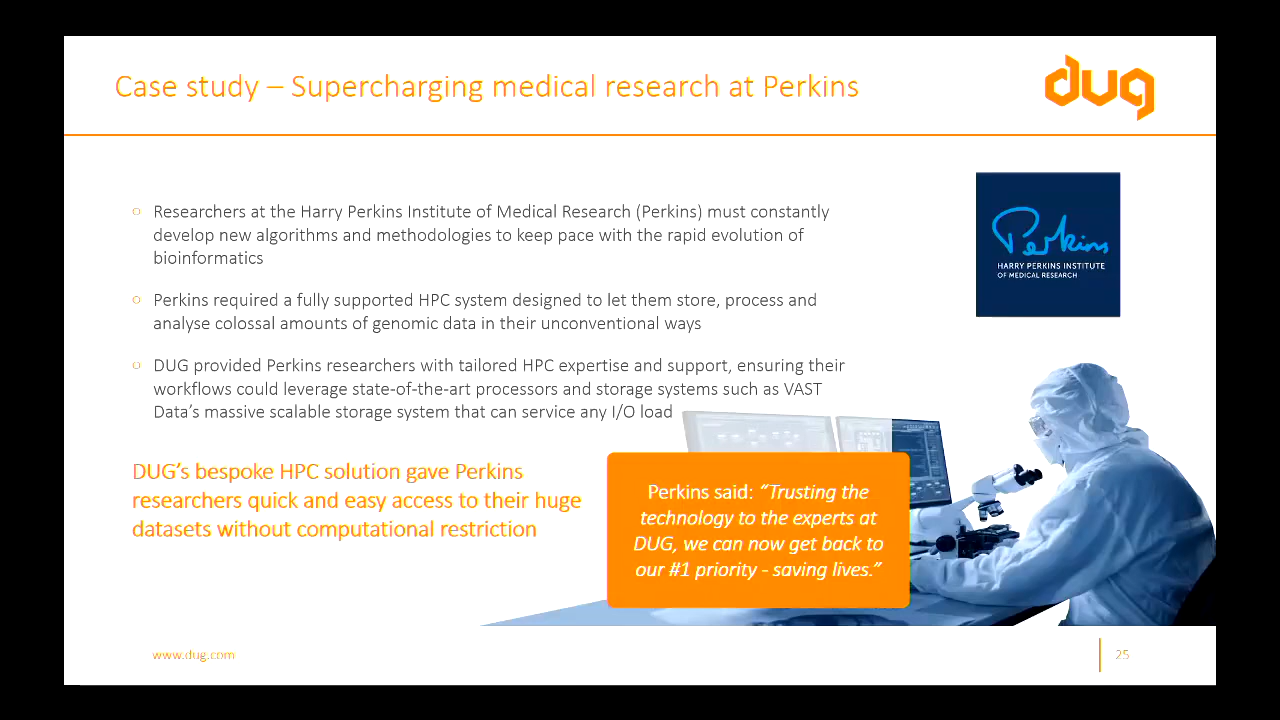 Case study – Supercharging medical research at Perkins
dug
Researchers at the Harry Perkins Institute of Medical Research (Perkins) must constantly
develop new algorithms and methodologies to keep pace with the rapid evolution of
bioinformatics
Perkins
HARRY PERKINS INSTITUTE
OF MEDICAL RESEARCH
Perkins required a fully supported HPC system designed to let them store, process and
analyse colossal amounts of genomic data in their unconventional ways
DUG provided Perkins researchers with tailored HPC expertise and support, ensuring their
workflows could leverage state-of-the-art processors and storage systems such as VAST
Data’s massive scalable storage system that can service any I/O load
DUG’s bespoke HPC solution gave Perkins
researchers quick and easy access to their huge
datasets without computational restriction
Perkins said: “Trusting the
technology to the experts at
DUG, we can now get back to
our #1 priority - saving lives.”
www.dug.com
25